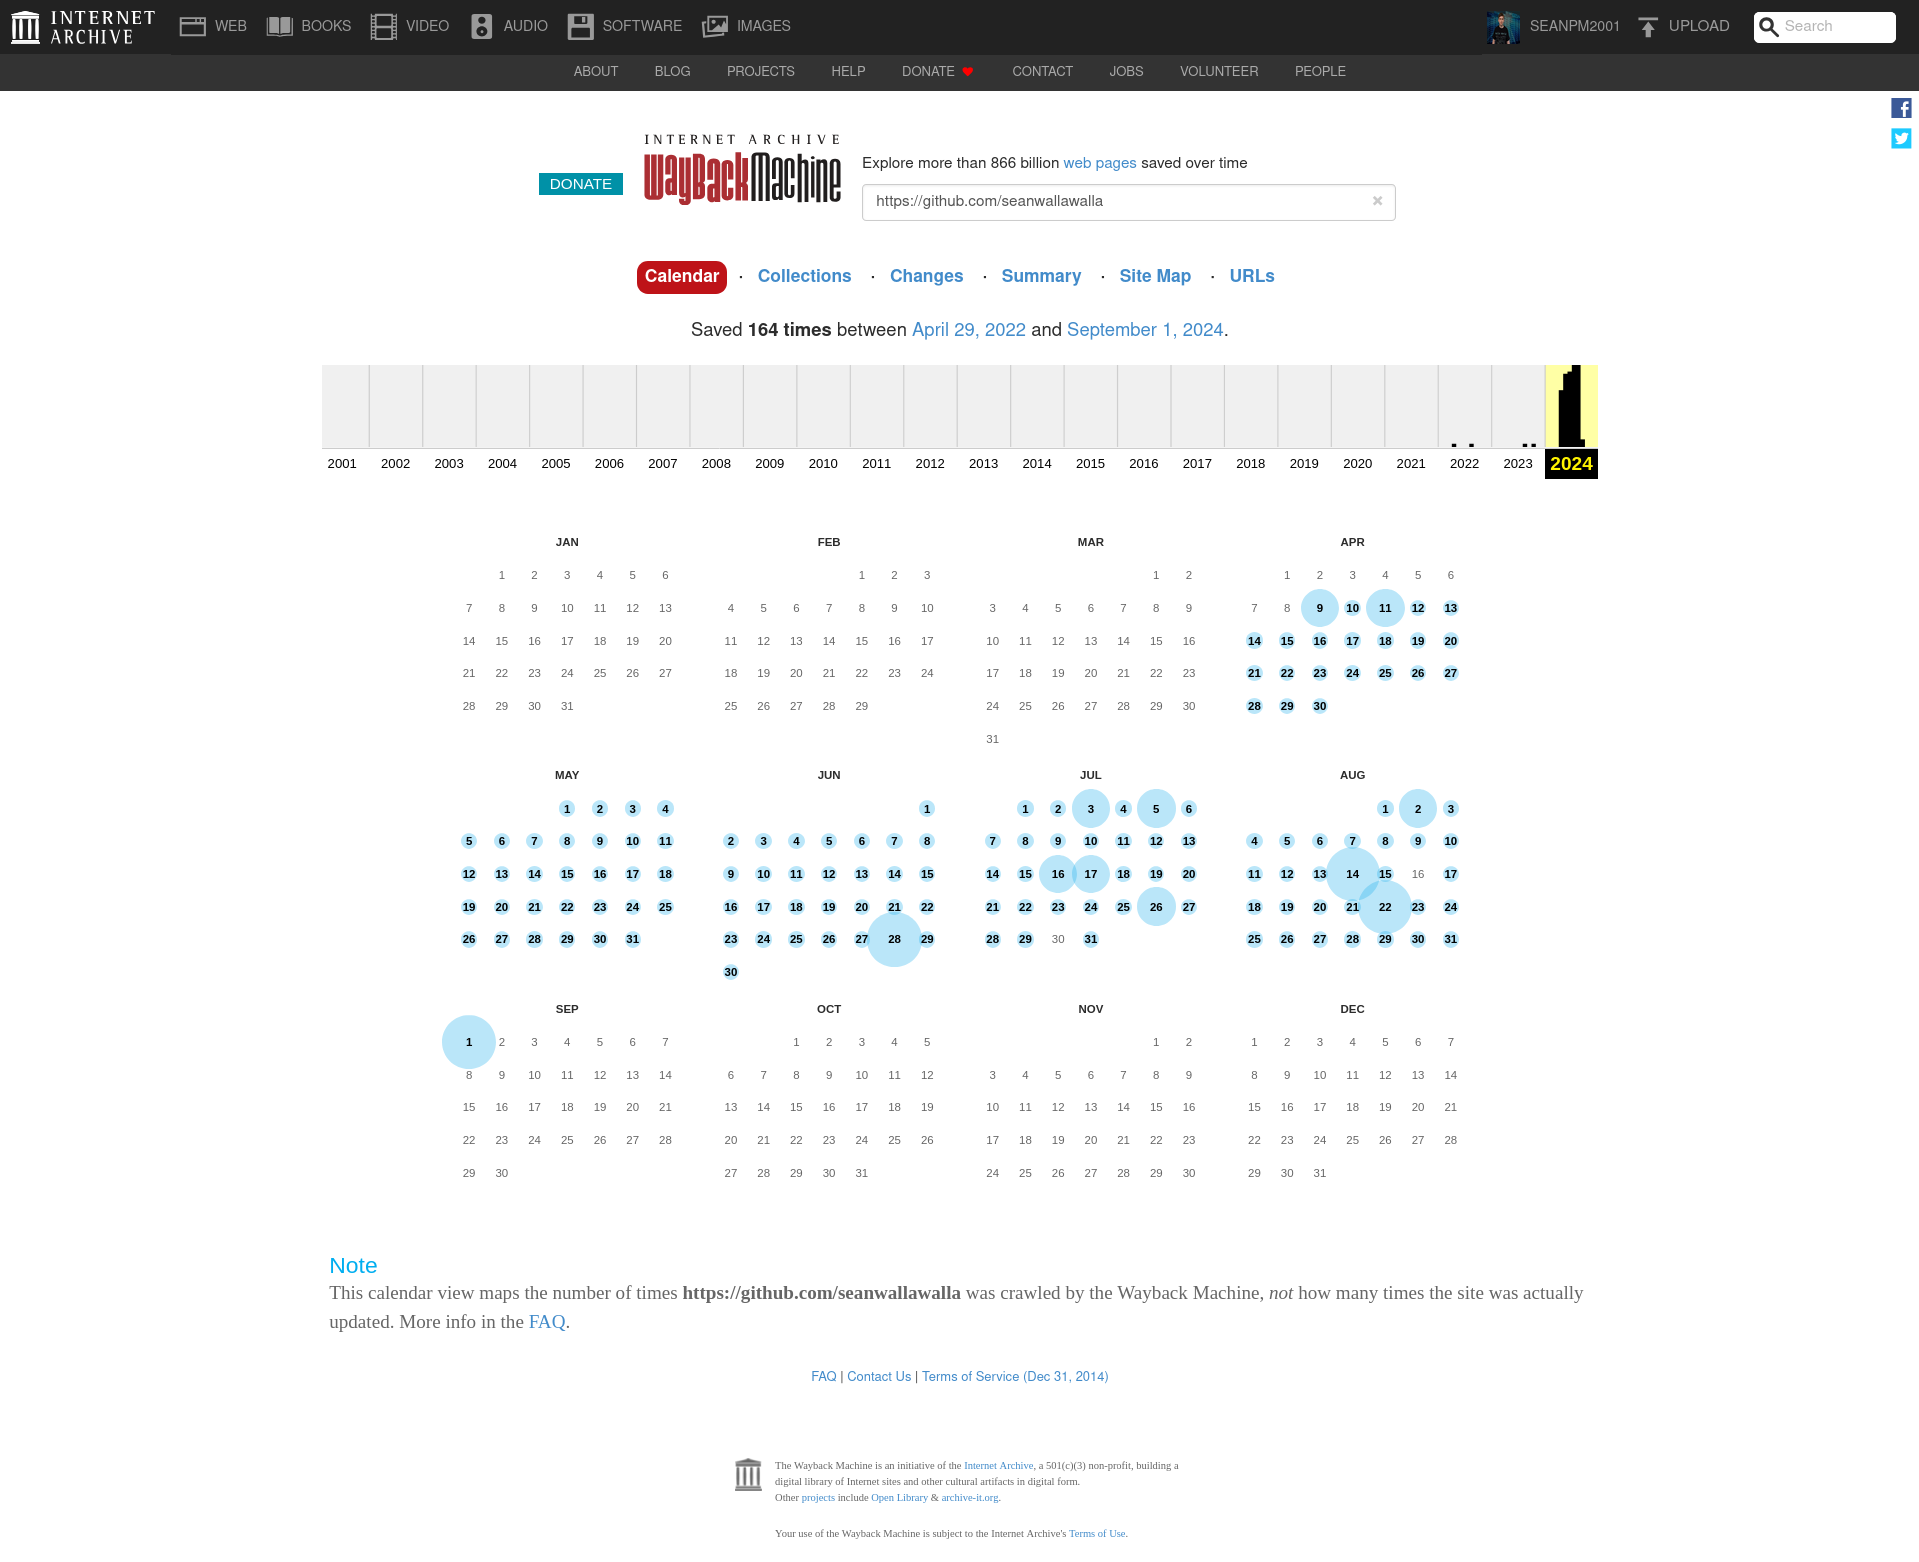 INTERNET ARCHIVE WEB BOOKS VIDEO AUDIO SOFTWARE IMAGES SEANPM2001 UPLOAD Search
ABOUT BLOG PROJECTS HELP DONATE CONTACT JOBS VOLUNTEER PEOPLE
DONATE
INTERNET ARCHIVE
WayBackMachine
Explore more than 866 billion web pages saved over time
https://github.com/seanwallawalla ×
Calendar · Collections · Changes · Summary · Site Map · URLs
Saved 164 times between April 29, 2022 and September 1, 2024.
2001 2002 2003 2004 2005 2006 2007 2008 2009 2010 2011 2012 2013 2014 2015 2016 2017 2018 2019 2020 2021 2022 2023 2024
JAN
1 2 3 4 5 6
7 8 9 10 11 12 13
14 15 16 17 18 19 20
21 22 23 24 25 26 27
28 29 30 31
FEB
1 2 3
4 5 6 7 8 9 10
11 12 13 14 15 16 17
18 19 20 21 22 23 24
25 26 27 28 29
MAR
1 2
3 4 5 6 7 8 9
10 11 12 13 14 15 16
17 18 19 20 21 22 23
24 25 26 27 28 29 30
31
APR
1 2 3 4 5 6
7 8 9 10 11 12 13
14 15 16 17 18 19 20
21 22 23 24 25 26 27
28 29 30
MAY
1 2 3 4
5 6 7 8 9 10 11
12 13 14 15 16 17 18
19 20 21 22 23 24 25
26 27 28 29 30 31
JUN
1
2 3 4 5 6 7 8
9 10 11 12 13 14 15
16 17 18 19 20 21 22
23 24 25 26 27 28 29
30
JUL
1 2 3 4 5 6
7 8 9 10 11 12 13
14 15 16 17 18 19 20
21 22 23 24 25 26 27
28 29 30 31
AUG
1 2 3
4 5 6 7 8 9 10
11 12 13 14 15 16 17
18 19 20 21 22 23 24
25 26 27 28 29 30 31
SEP
1 2 3 4 5 6 7
8 9 10 11 12 13 14
15 16 17 18 19 20 21
22 23 24 25 26 27 28
29 30
OCT
1 2 3 4 5
6 7 8 9 10 11 12
13 14 15 16 17 18 19
20 21 22 23 24 25 26
27 28 29 30 31
NOV
1 2
3 4 5 6 7 8 9
10 11 12 13 14 15 16
17 18 19 20 21 22 23
24 25 26 27 28 29 30
DEC
1 2 3 4 5 6 7
8 9 10 11 12 13 14
15 16 17 18 19 20 21
22 23 24 25 26 27 28
29 30 31
Note
This calendar view maps the number of times https://github.com/seanwallawalla was crawled by the Wayback Machine, not how many times the site was actually
updated. More info in the FAQ.
FAQ | Contact Us | Terms of Service (Dec 31, 2014)
The Wayback Machine is an initiative of the Internet Archive, a 501(c)(3) non-profit, building a
digital library of Internet sites and other cultural artifacts in digital form.
Other projects include Open Library & archive-it.org.
Your use of the Wayback Machine is subject to the Internet Archive's Terms of Use.